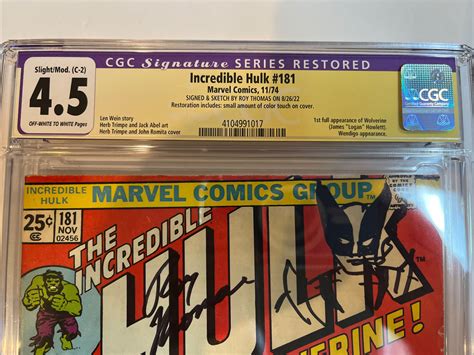 CGC Signature SERIES RESTORED
Slight/Mod. (C-2)
4.5
OFF-WHITE TO WHITE Pages
Incredible Hulk #181
Marvel Comics, 11/74
SIGNED & SKETCH BY ROY THOMAS ON 8/26/22
Restoration includes: small amount of color touch on cover.
Len Wein story
Herb Trimpe and Jack Abel art
Herb Trimpe and John Romita cover
4104991017
1st full appearance of Wolverine
(James "Logan" Howlett).
Wendigo appearance.
CGC
INCREDIBLE
HULK
MARVEL COMICS GROUP
25¢
181
NOV
02456
CC
THE
INCREDIBLE
HULK
Roy
Thomas